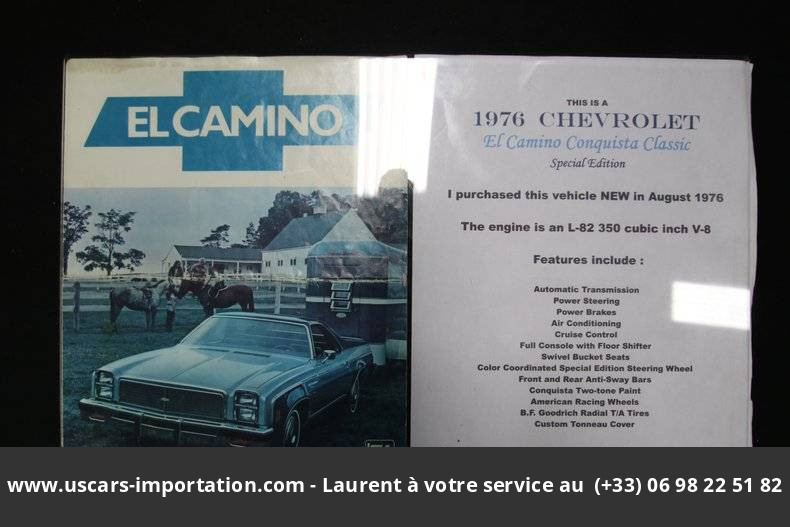 EL CAMINO
THIS IS A
1976 CHEVROLET
El Camino Conquista Classic
Special Edition
I purchased this vehicle NEW in August 1976
The engine is an L-82 350 cubic inch V-8
Features include :
Automatic Transmission
Power Steering
Power Brakes
Air Conditioning
Cruise Control
Full Console with Floor Shifter
Swivel Bucket Seats
Color Coordinated Special Edition Steering Wheel
Front and Rear Anti-Sway Bars
Conquista Two-tone Paint
American Racing Wheels
B.F. Goodrich Radial T/A Tires
Custom Tonneau Cover
www.uscars-importation.com - Laurent à votre service au (+33) 06 98 22 51 82